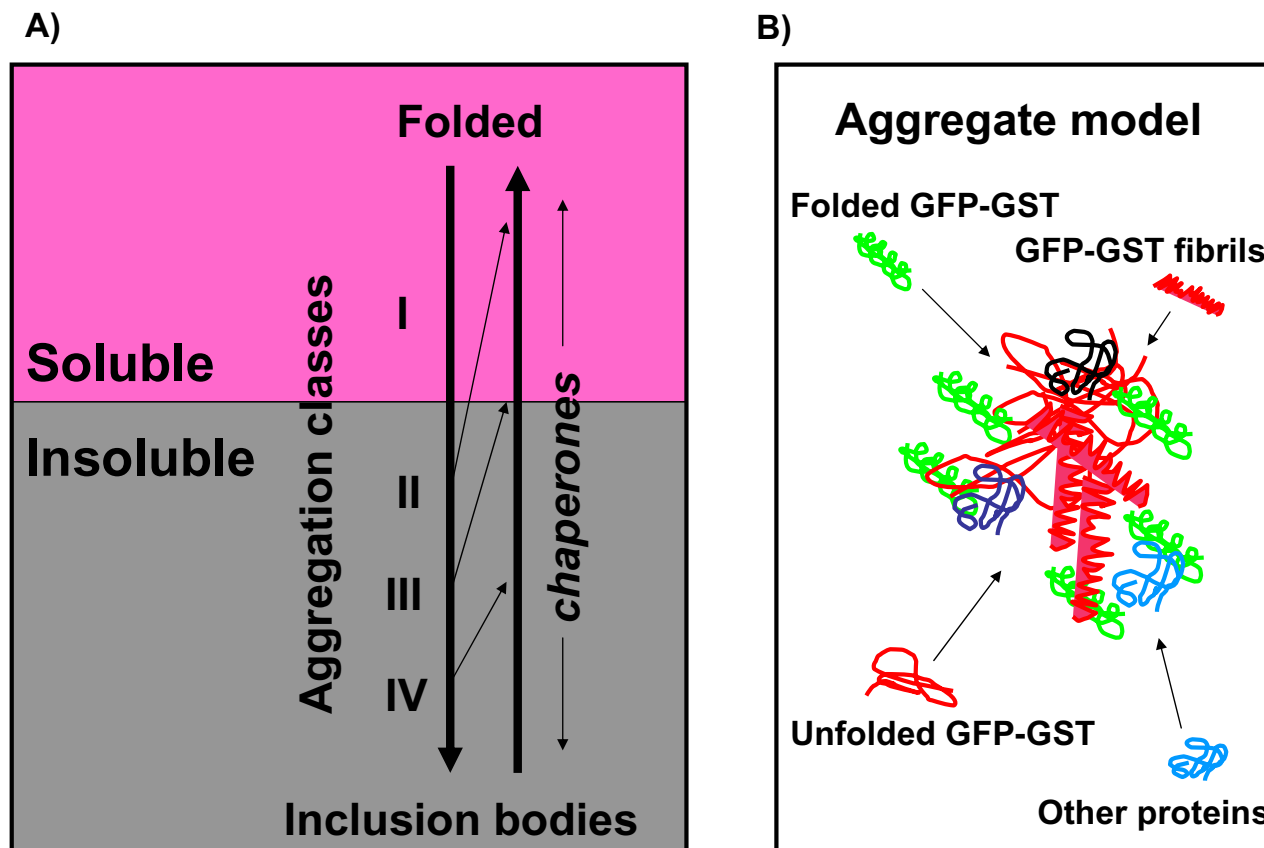 A)
Folded
I
Soluble
Insoluble
Aggregation classes
II
III
IV
chaperones
Inclusion bodies
B)
Aggregate model
Folded GFP-GST
GFP-GST fibrils
Unfolded GFP-GST
Other proteins